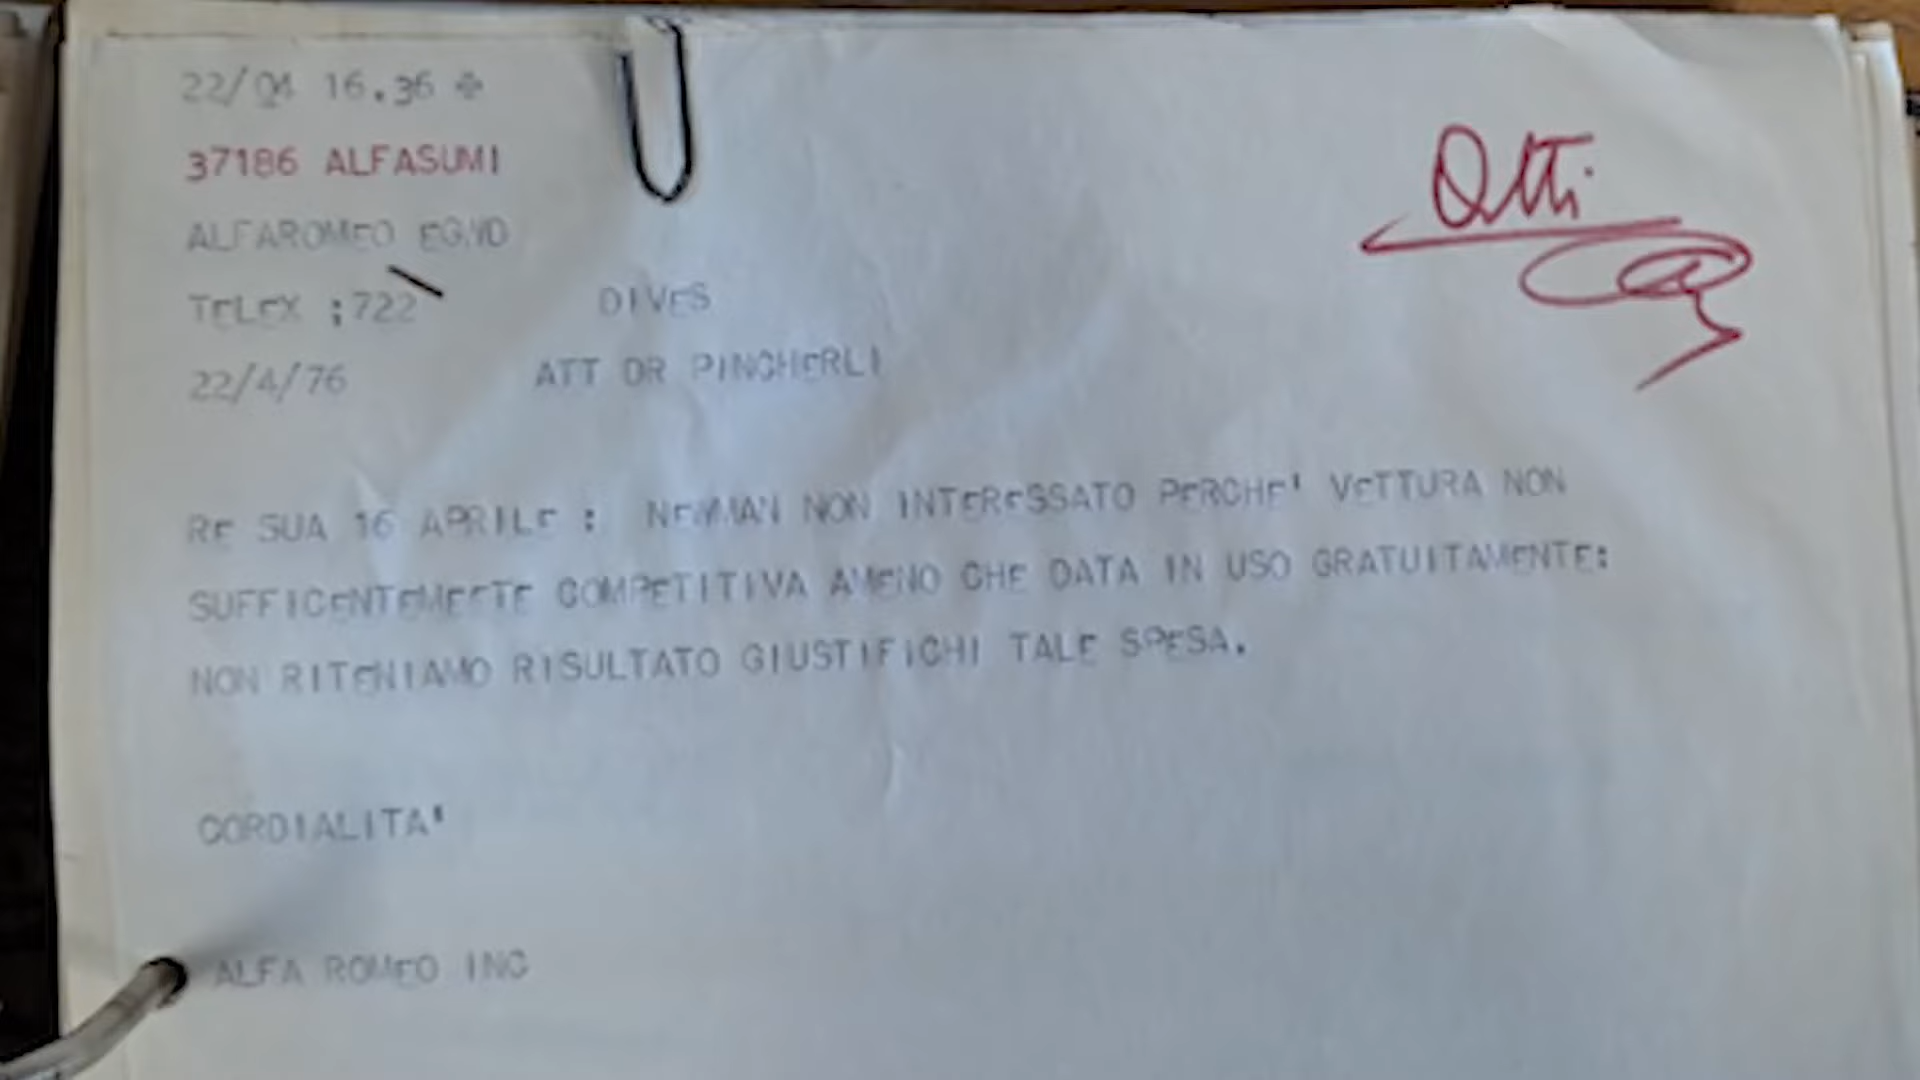 22/04 16.36 ✥
37186 ALFASUMI
ALFAROMEO EGND
TELEX :722 DIVES
22/4/76 ATT DR PINCHERLI
RE SUA 16 APRILE : NEWMAN NON INTERESSATO PERCHE' VETTURA NON
SUFFICENTEMEETE COMPETITIVA AMENO CHE DATA IN USO GRATUITAMENTE:
NON RITENIAMO RISULTATO GIUSTIFICHI TALE SPESA.
CORDIALITA'
ALFA ROMEO INC